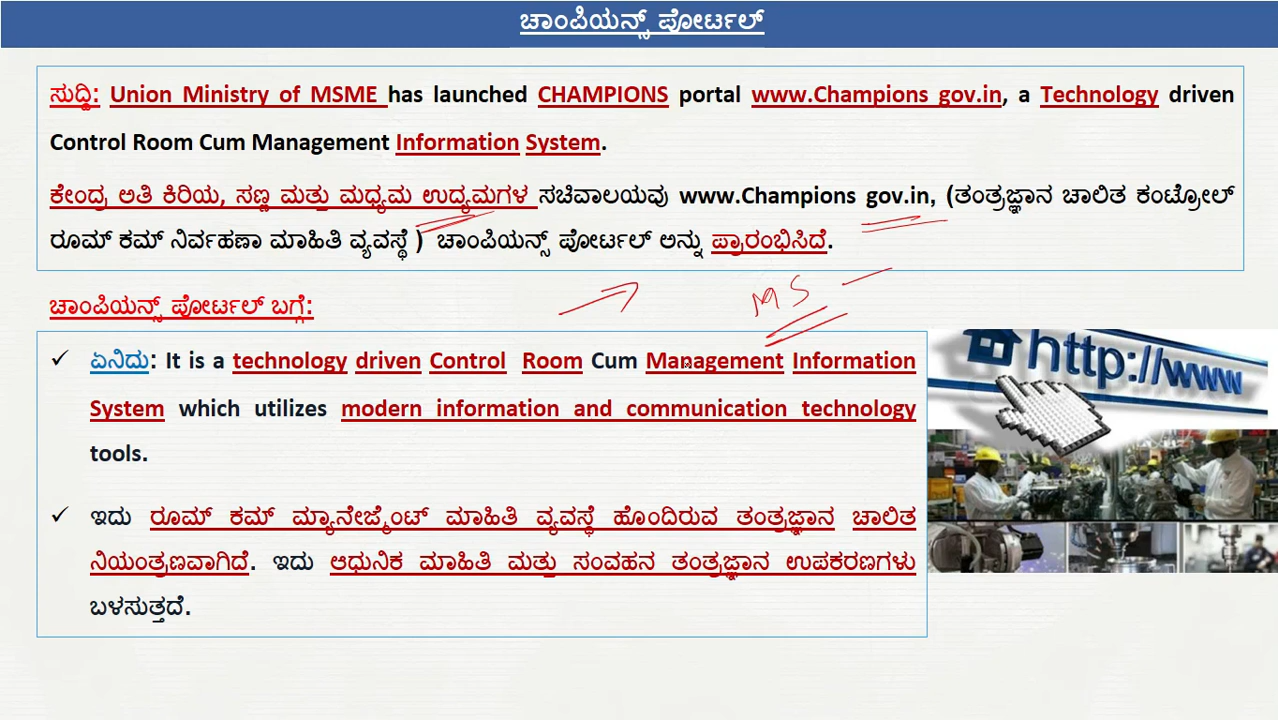 ಚಾಂಪಿಯನ್ಸ್ ಪೋರ್ಟಲ್
ಸುದ್ದಿ: Union Ministry of MSME has launched CHAMPIONS portal www.Champions gov.in, a Technology driven
Control Room Cum Management Information System.
ಕೇಂದ್ರ ಅತಿ ಕಿರಿಯ, ಸಣ್ಣ ಮತ್ತು ಮಧ್ಯಮ ಉದ್ಯಮಗಳ ಸಚಿವಾಲಯವು www.Champions gov.in, (ತಂತ್ರಜ್ಞಾನ ಚಾಲಿತ ಕಂಟ್ರೋಲ್
ರೂಮ್ ಕಮ್ ನಿರ್ವಹಣಾ ಮಾಹಿತಿ ವ್ಯವಸ್ಥೆ ) ಚಾಂಪಿಯನ್ಸ್ ಪೋರ್ಟಲ್ ಅನ್ನು ಪ್ರಾರಂಭಿಸಿದೆ.
MS
ಚಾಂಪಿಯನ್ಸ್ ಪೋರ್ಟಲ್ ಬಗ್ಗೆ:
✓ ಏನಿದು: It is a technology driven Control Room Cum Management Information
System which utilizes modern information and communication technology
tools.
✓ ಇದು ರೂಮ್ ಕಮ್ ಮ್ಯಾನೇಜ್ಮೆಂಟ್ ಮಾಹಿತಿ ವ್ಯವಸ್ಥೆ ಹೊಂದಿರುವ ತಂತ್ರಜ್ಞಾನ ಚಾಲಿತ
ನಿಯಂತ್ರಣವಾಗಿದೆ. ಇದು ಆಧುನಿಕ ಮಾಹಿತಿ ಮತ್ತು ಸಂವಹನ ತಂತ್ರಜ್ಞಾನ ಉಪಕರಣಗಳು
ಬಳಸುತ್ತದೆ.
http://www